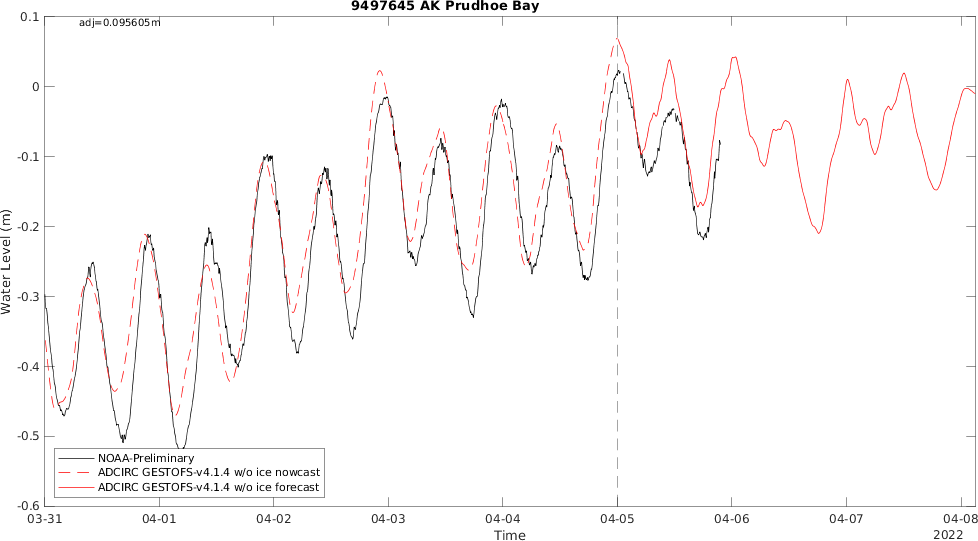 9497645 AK Prudhoe Bay
adj=0.095605m
0.1
0
-0.1
-0.2
-0.3
-0.4
-0.5
-0.6
Water Level (m)
NOAA-Preliminary
ADCIRC GESTOFS-v4.1.4 w/o ice nowcast
ADCIRC GESTOFS-v4.1.4 w/o ice forecast
03-31 04-01 04-02 04-03 04-04 04-05 04-06 04-07 04-08
Time
2022